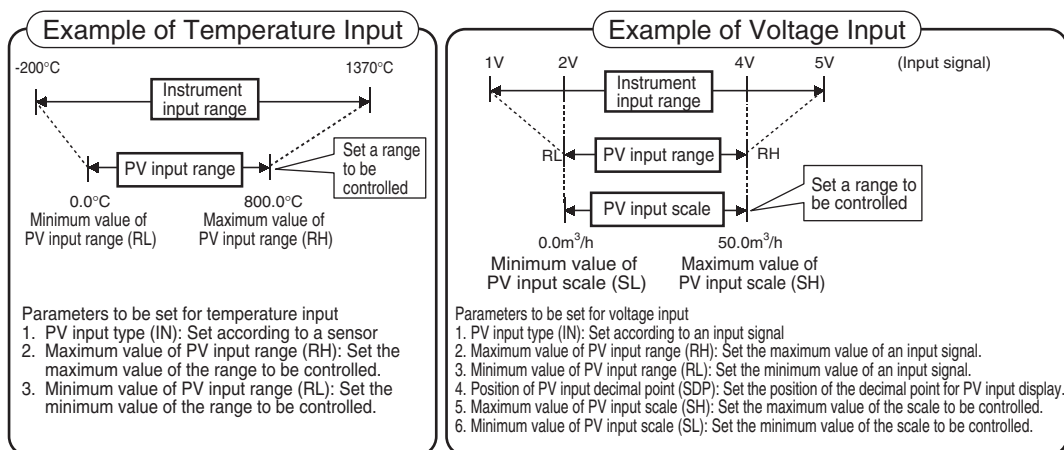 Example of Temperature Input
-200°C
1370°C
Instrument
input range
PV input range
Set a range
to be
controlled
0.0°C
800.0°C
Minimum value of
PV input range (RL)
Maximum value of
PV input range (RH)
Parameters to be set for temperature input
1. PV input type (IN): Set according to a sensor
2. Maximum value of PV input range (RH): Set the
maximum value of the range to be controlled.
3. Minimum value of PV input range (RL): Set the
minimum value of the range to be controlled.
Example of Voltage Input
1V
2V
4V
5V
(Input signal)
Instrument
input range
RL
PV input range
RH
PV input scale
Set a range to
be controlled
0.0m³/h
50.0m³/h
Minimum value of
PV input scale (SL)
Maximum value of
PV input scale (SH)
Parameters to be set for voltage input
1. PV input type (IN): Set according to an input signal
2. Maximum value of PV input range (RH): Set the maximum value of an input signal.
3. Minimum value of PV input range (RL): Set the minimum value of an input signal.
4. Position of PV input decimal point (SDP): Set the position of the decimal point for PV input display.
5. Maximum value of PV input scale (SH): Set the maximum value of the scale to be controlled.
6. Minimum value of PV input scale (SL): Set the minimum value of the scale to be controlled.